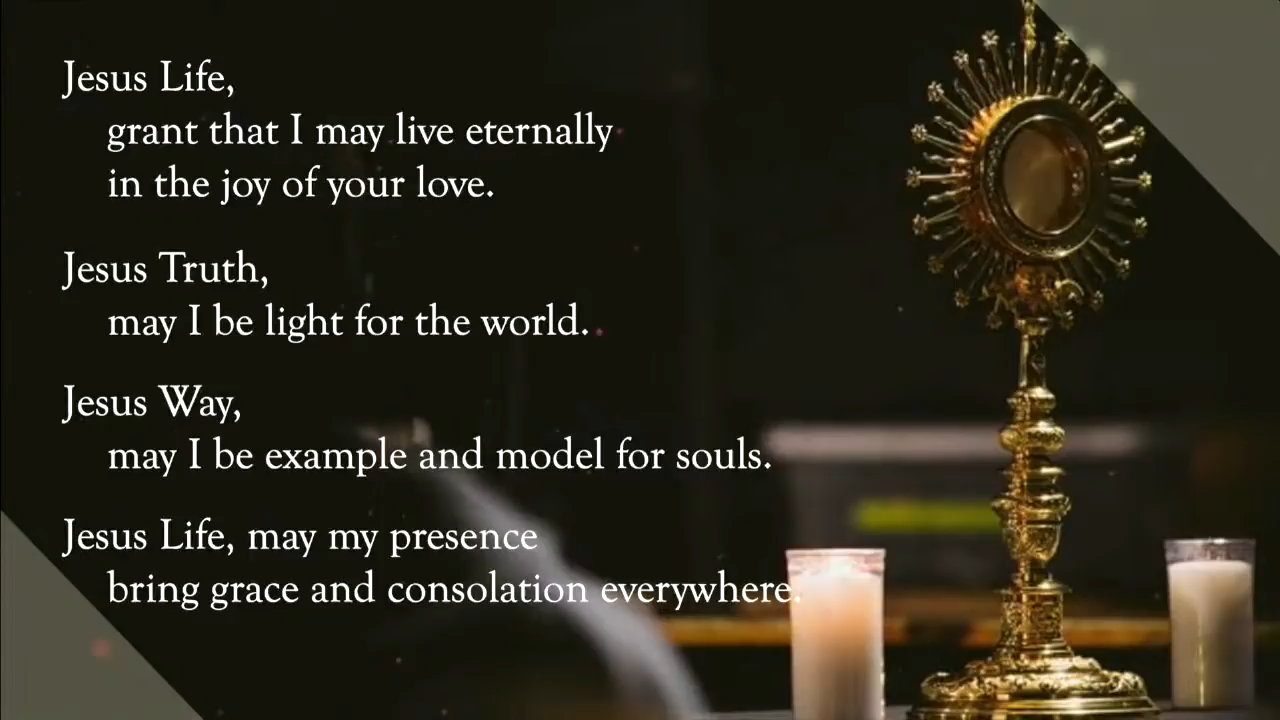 Jesus Life,
grant that I may live eternally
in the joy of your love.
Jesus Truth,
may I be light for the world.
Jesus Way,
may I be example and model for souls.
Jesus Life, may my presence
bring grace and consolation everywhere.